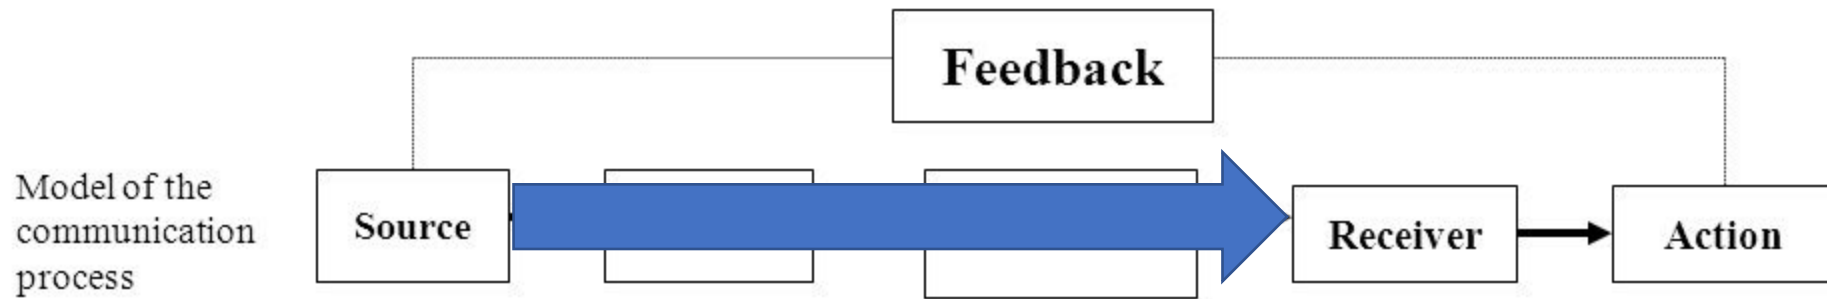 Feedback
Model of the
communication
process
Source
Receiver
Action